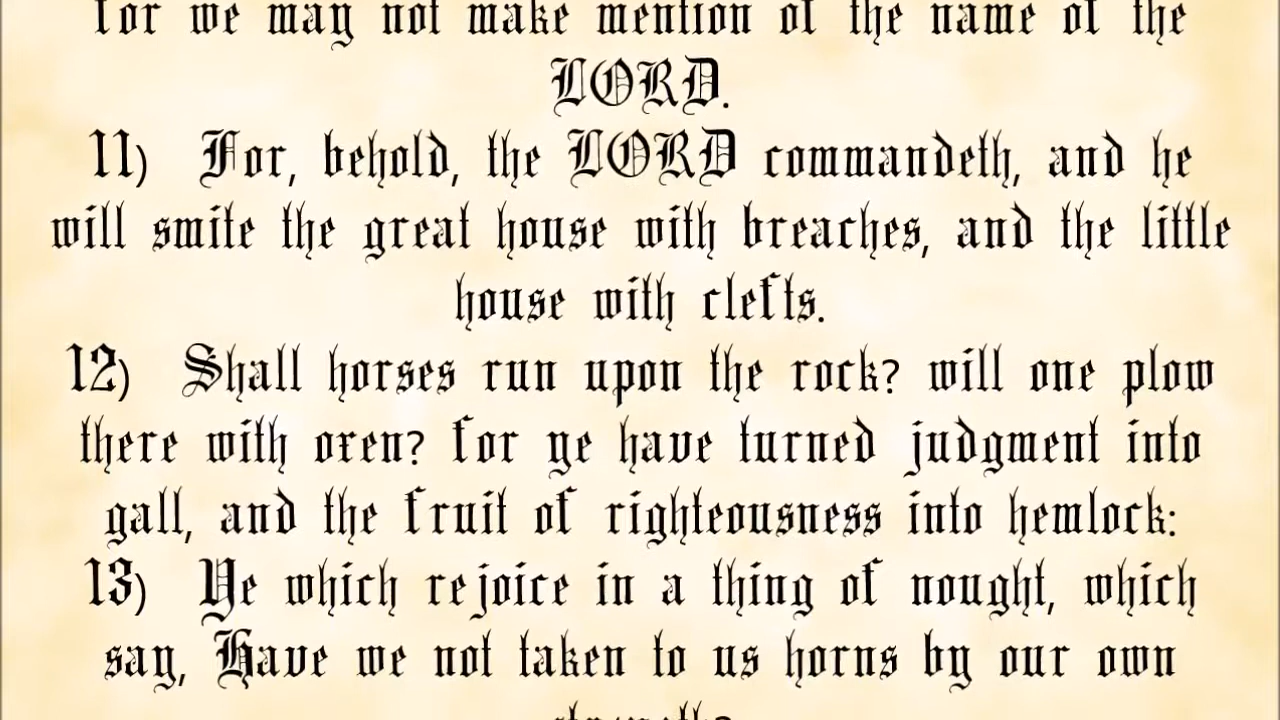 for we may not make mention of the name of the
LORD.
11) For, behold, the LORD commandeth, and he
will smite the great house with breaches, and the little
house with clefts.
12) Shall horses run upon the rock? will one plow
there with oxen? for ye have turned judgment into
gall, and the fruit of righteousness into hemlock:
13) Ye which rejoice in a thing of nought, which
say, Have we not taken to us horns by our own
strength?